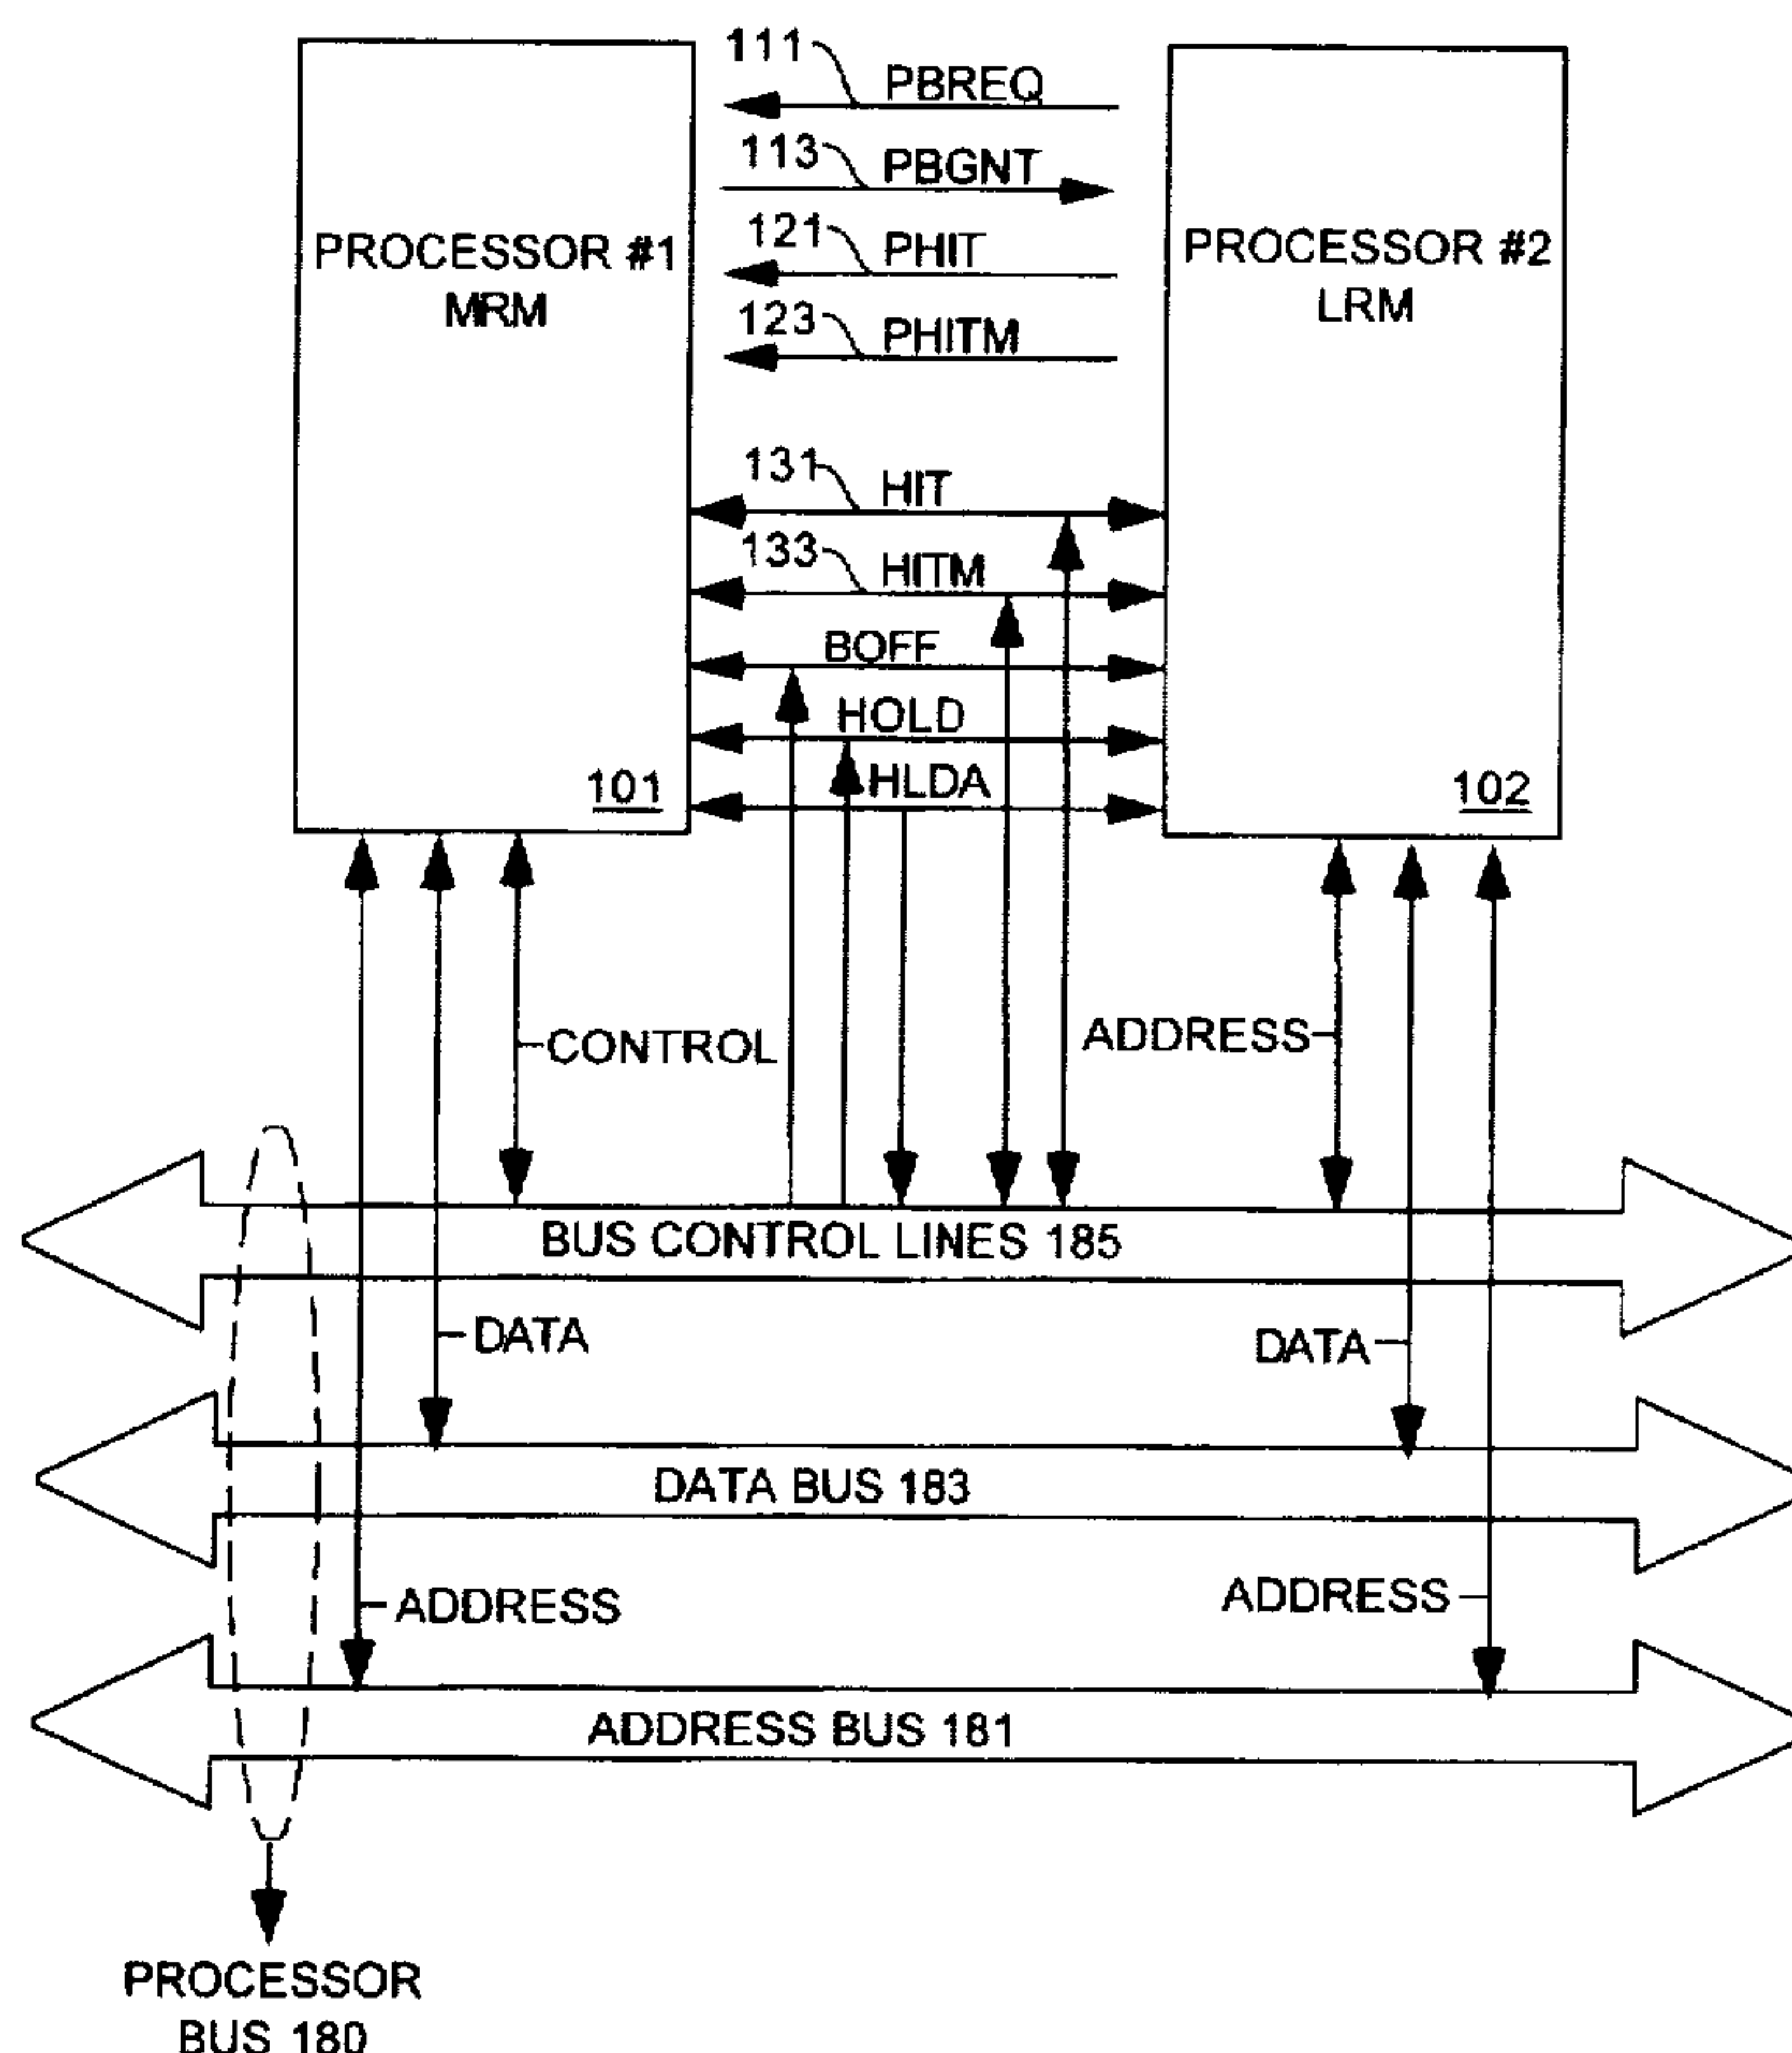 111
PBREQ
113
PBGNT
121
PHIT
123
PHITM
PROCESSOR #1
MRM
PROCESSOR #2
LRM
131
HIT
133
HITM
BOFF
HOLD
HLDA
101
102
CONTROL
ADDRESS
BUS CONTROL LINES 185
DATA
DATA
DATA BUS 183
ADDRESS
ADDRESS
ADDRESS BUS 181
PROCESSOR
BUS 180